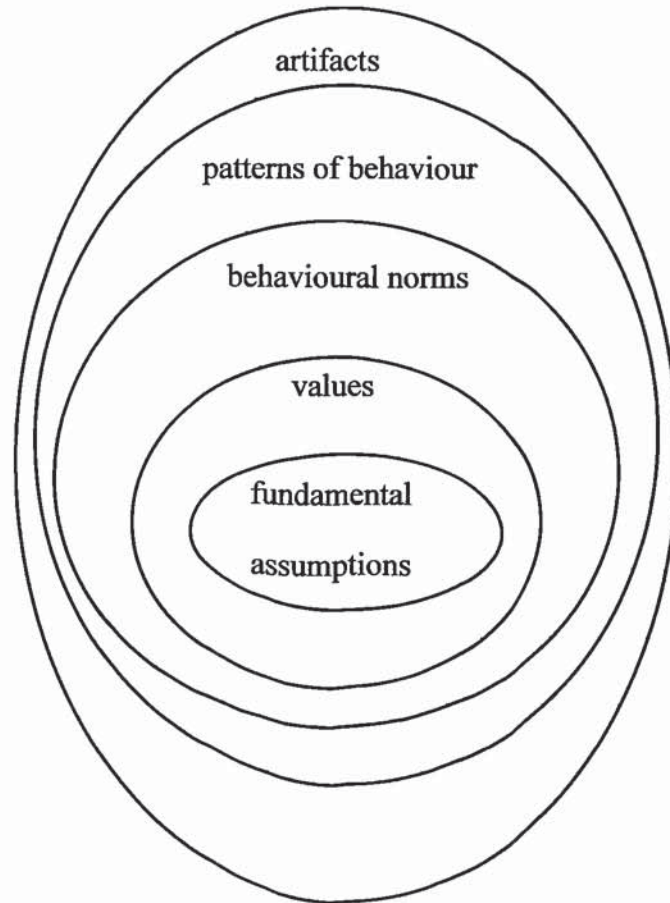 artifacts
patterns of behaviour
behavioural norms
values
fundamental
assumptions